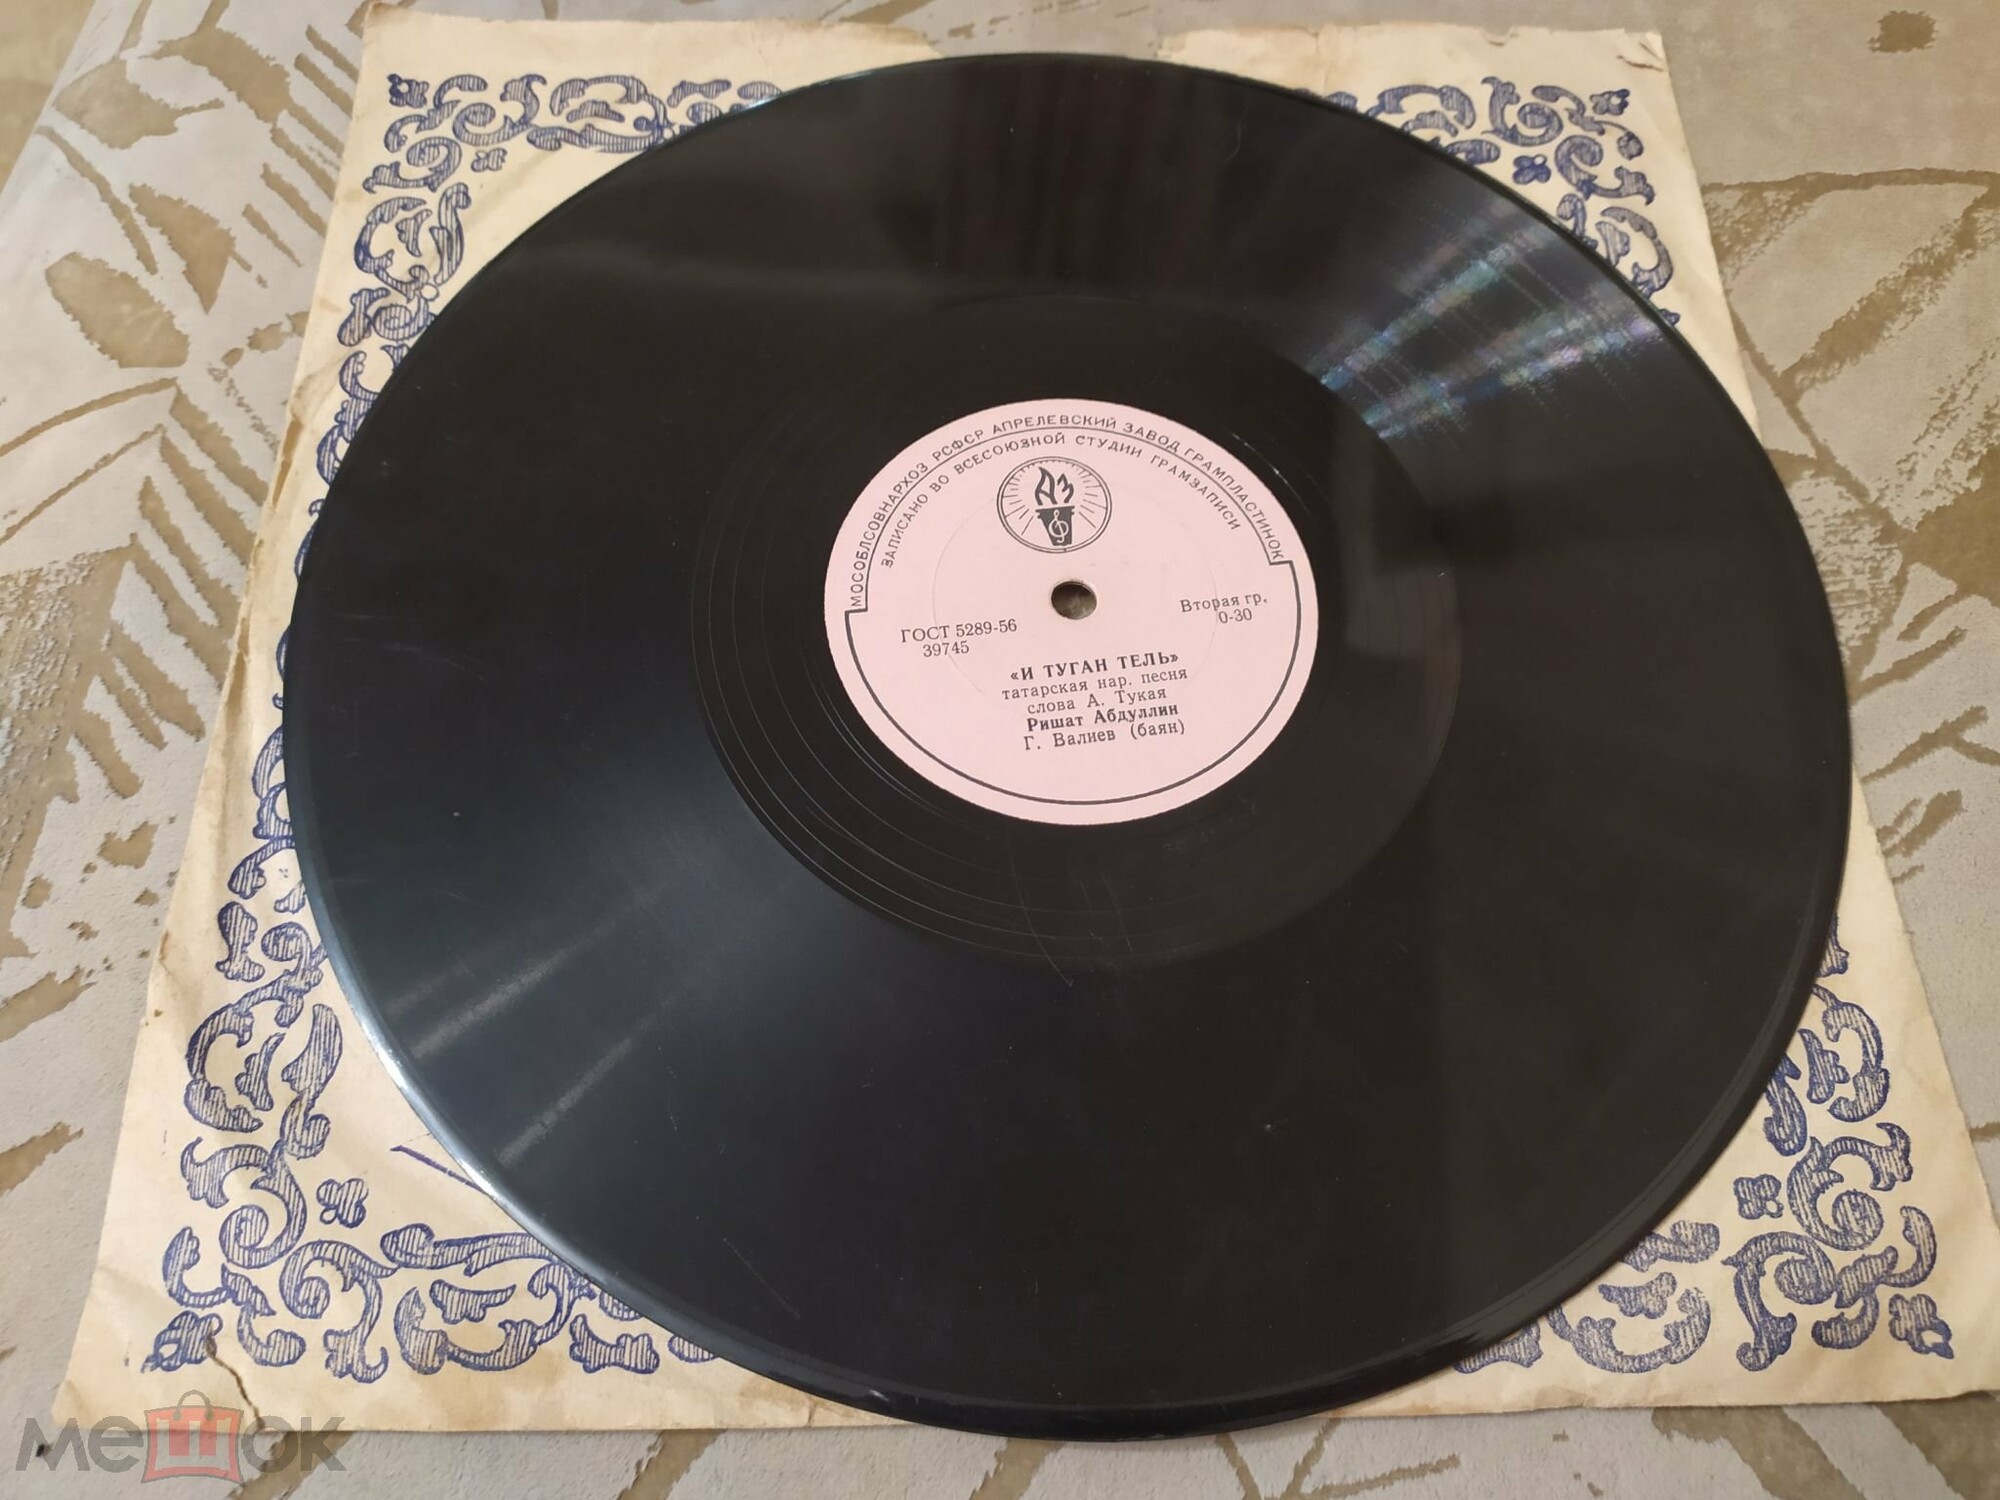 МОСОБЛСОВНАРХОЗ РСФСР АПРЕЛЕВСКИЙ ЗАВОД ГРАМПЛАСТИНОК
ЗАПИСАНО ВО ВСЕСОЮЗНОЙ СТУДИИ ГРАМЗАПИСИ
АЗ
ГОСТ 5289-56
39745
Вторая гр.
0-30
«И ТУГАН ТЕЛЬ»
татарская нар. песня
слова А. Тукая
Ришат Абдуллин
Г. Валиев (баян)
мешок